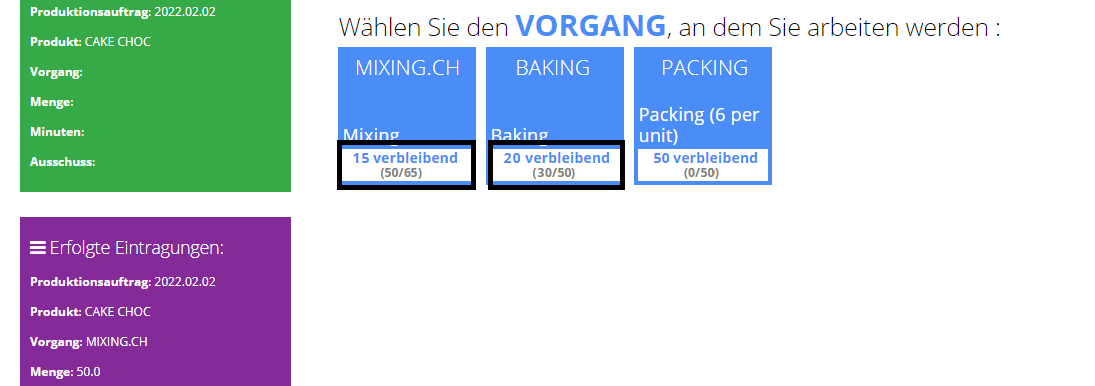 Produktionsauftrag: 2022.02.02
Produkt: CAKE CHOC
Vorgang:
Menge:
Minuten:
Ausschuss:
Erfolgte Eintragungen:
Produktionsauftrag: 2022.02.02
Produkt: CAKE CHOC
Vorgang: MIXING.CH
Menge: 50.0
Wählen Sie den VORGANG, an dem Sie arbeiten werden :
MIXING.CH
Mixing
15 verbleibend
(50/65)
BAKING
Baking
20 verbleibend
(30/50)
PACKING
Packing (6 per
unit)
50 verbleibend
(0/50)